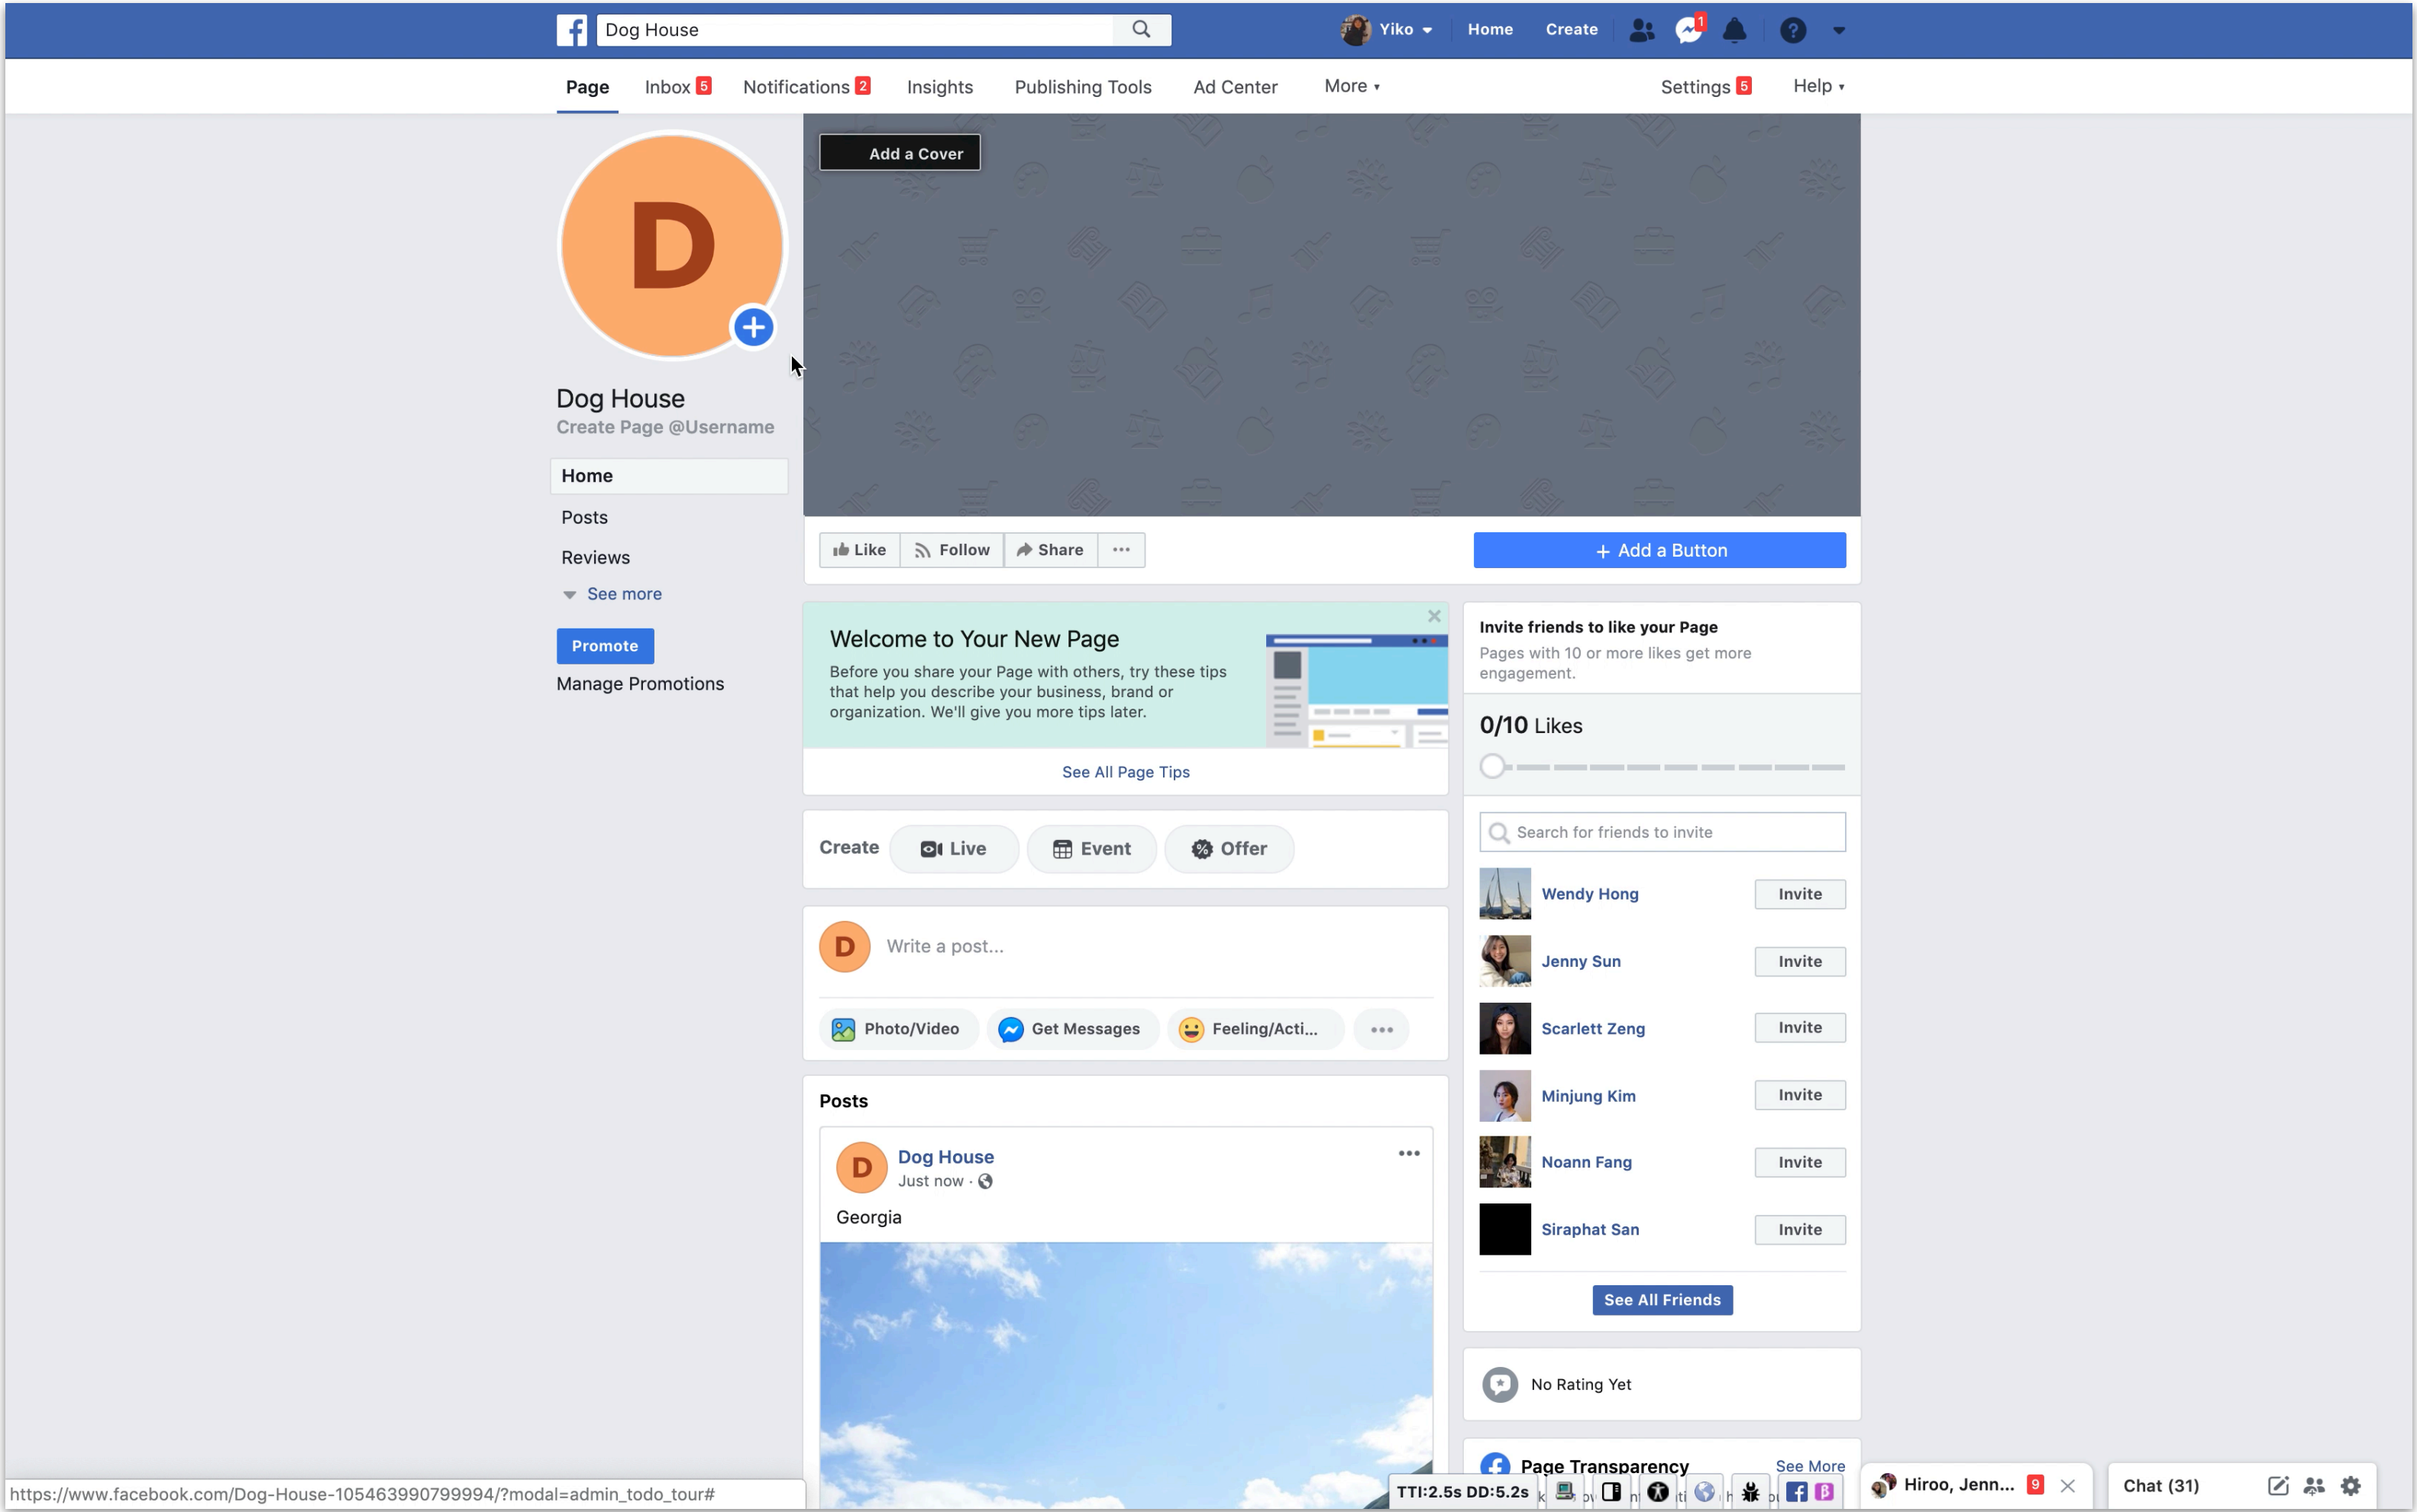 Dog House
Yiko
Home
Create
1
Page
Inbox 5
Notifications 2
Insights
Publishing Tools
Ad Center
More
Settings 5
Help
D
Add a Cover
Dog House
Create Page @Username
Home
Posts
Reviews
See more
Promote
Manage Promotions
Like
Follow
Share
+ Add a Button
Welcome to Your New Page
Before you share your Page with others, try these tips
that help you describe your business, brand or
organization. We'll give you more tips later.
See All Page Tips
Create
Live
Event
Offer
D
Write a post...
Photo/Video
Get Messages
Feeling/Acti...
Posts
D
Dog House
Just now ·
Georgia
Invite friends to like your Page
Pages with 10 or more likes get more
engagement.
0/10 Likes
Search for friends to invite
Wendy Hong Invite
Jenny Sun Invite
Scarlett Zeng Invite
Minjung Kim Invite
Noann Fang Invite
Siraphat San Invite
See All Friends
No Rating Yet
Page Transparency See More
https://www.facebook.com/Dog-House-105463990799994/?modal=admin_todo_tour#
TTI:2.5s DD:5.2s
Hiroo, Jenn... 9
Chat (31)